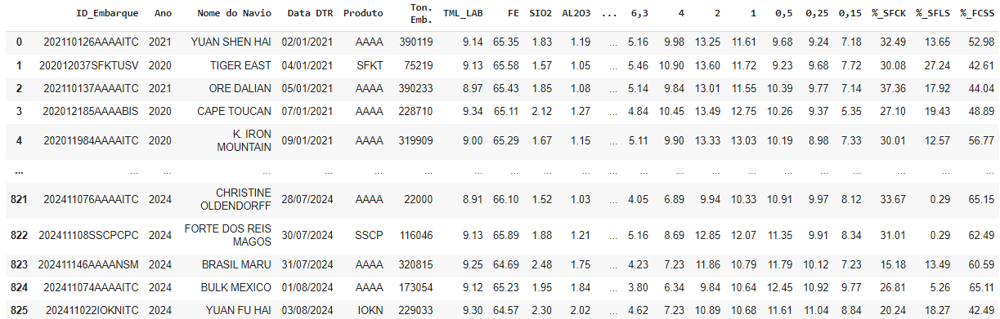 ID_Embarque Ano Nome do Navio Data DTR Produto Ton. Emb. TML_LAB FE SIO2 AL2O3 ... 6,3 4 2 1 0,5 0,25 0,15 %_SFCK %_SFLS %_FCSS
0 202110126AAAAITC 2021 YUAN SHEN HAI 02/01/2021 AAAA 390119 9.14 65.35 1.83 1.19 ... 5.16 9.98 13.25 11.61 9.68 9.24 7.18 32.49 13.65 52.98
1 202012037SFKTUSV 2020 TIGER EAST 04/01/2021 SFKT 75219 9.13 65.58 1.57 1.05 ... 5.46 10.90 13.60 11.72 9.23 9.68 7.72 30.08 27.24 42.61
2 202110137AAAAITC 2021 ORE DALIAN 05/01/2021 AAAA 390233 8.97 65.43 1.85 1.08 ... 5.14 9.84 13.01 11.55 10.39 9.77 7.14 37.36 17.92 44.04
3 202012185AAAABIS 2020 CAPE TOUCAN 07/01/2021 AAAA 228710 9.34 65.11 2.12 1.27 ... 4.84 10.45 13.49 12.75 10.26 9.37 5.35 27.10 19.43 48.89
4 202011984AAAAITC 2020 K. IRON MOUNTAIN 09/01/2021 AAAA 319909 9.00 65.29 1.67 1.15 ... 5.11 9.90 13.33 13.03 10.19 8.98 7.33 30.01 12.57 56.77
... ... ... ... ... ... ... ... ... ... ... ... ... ... ... ... ... ... ... ... ... ...
821 202411076AAAAITC 2024 CHRISTINE OLDENDORFF 28/07/2024 AAAA 22000 8.91 66.10 1.52 1.03 ... 4.05 6.89 9.94 10.33 10.91 9.97 8.12 33.67 0.29 65.15
822 202411108SSCPCPC 2024 FORTE DOS REIS MAGOS 30/07/2024 SSCP 116046 9.13 65.89 1.88 1.21 ... 5.16 8.69 12.85 12.07 11.35 9.91 8.34 31.01 0.29 62.49
823 202411146AAAANSM 2024 BRASIL MARU 31/07/2024 AAAA 320815 9.25 64.69 2.48 1.75 ... 4.23 7.23 11.86 10.79 11.79 10.12 7.23 15.18 13.49 60.59
824 202411074AAAAITC 2024 BULK MEXICO 01/08/2024 AAAA 173054 9.12 65.23 1.95 1.84 ... 3.80 6.34 9.84 10.64 12.45 10.92 9.77 26.81 5.26 65.11
825 202411022IOKNITC 2024 YUAN FU HAI 03/08/2024 IOKN 229033 9.30 64.57 2.30 2.02 ... 4.62 7.23 10.89 10.68 11.61 11.04 8.84 20.24 18.27 42.49